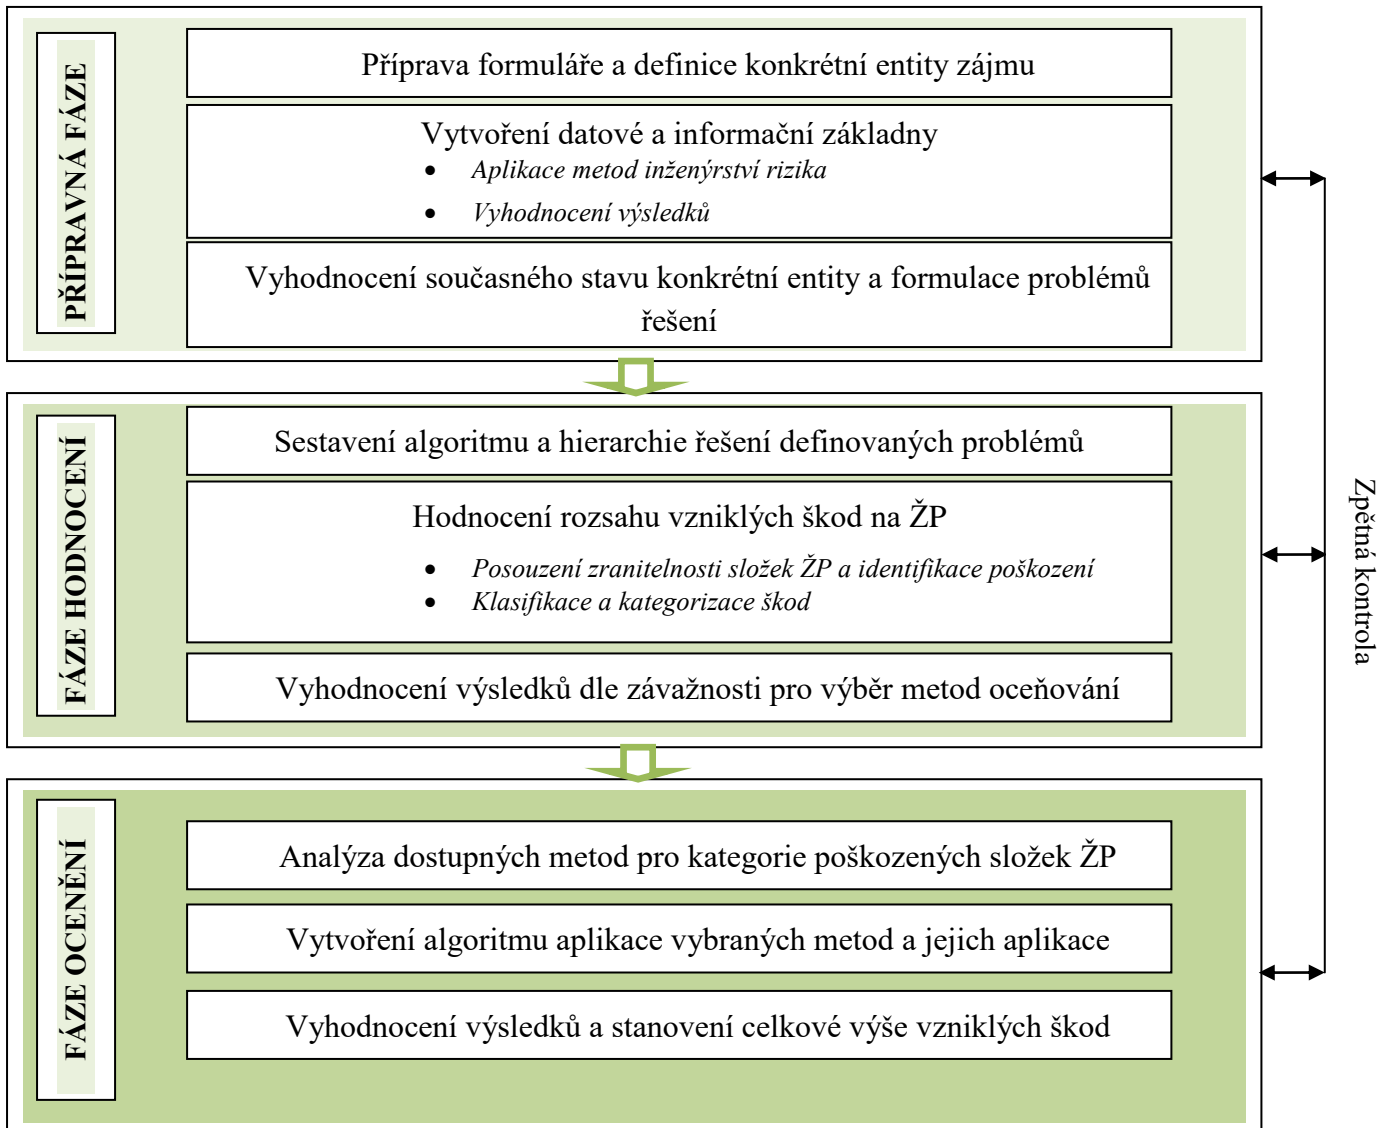 PŘÍPRAVNÁ FÁZE
Příprava formuláře a definice konkrétní entity zájmu
Vytvoření datové a informační základny
• Aplikace metod inženýrství rizika
• Vyhodnocení výsledků
Vyhodnocení současného stavu konkrétní entity a formulace problémů
řešení
FÁZE HODNOCENÍ
Sestavení algoritmu a hierarchie řešení definovaných problémů
Hodnocení rozsahu vzniklých škod na ŽP
• Posouzení zranitelnosti složek ŽP a identifikace poškození
• Klasifikace a kategorizace škod
Vyhodnocení výsledků dle závažnosti pro výběr metod oceňování
FÁZE OCENĚNÍ
Analýza dostupných metod pro kategorie poškozených složek ŽP
Vytvoření algoritmu aplikace vybraných metod a jejich aplikace
Vyhodnocení výsledků a stanovení celkové výše vzniklých škod
Zpětná kontrola